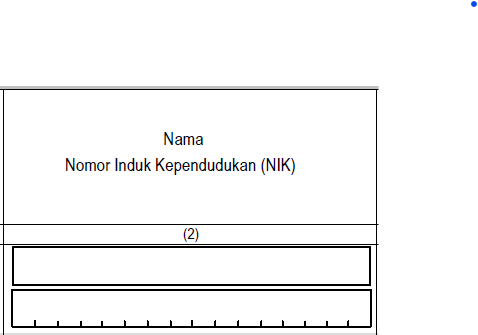 Nama
Nomor Induk Kependudukan (NIK)
(2)